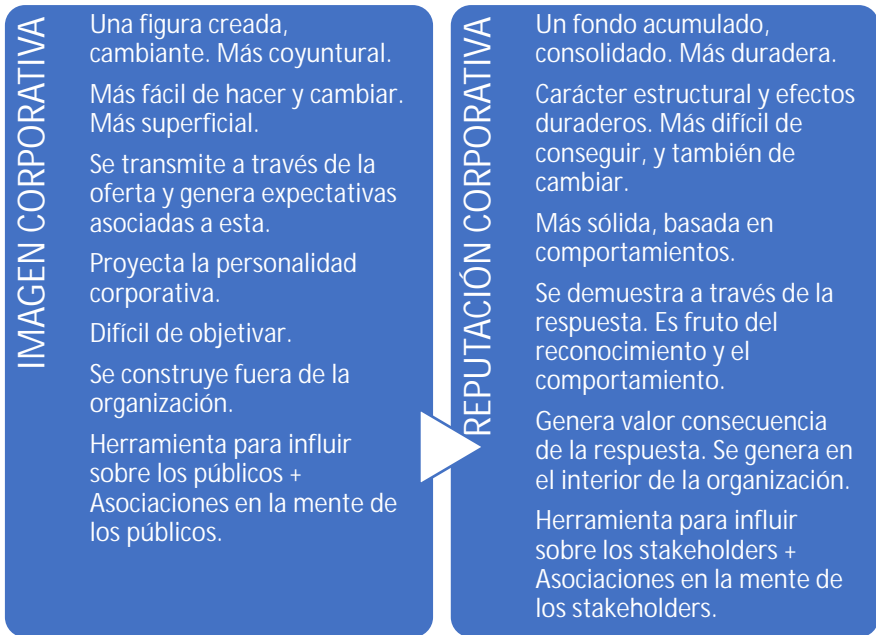 IMAGEN CORPORATIVA
Una figura creada,
cambiante. Más coyuntural.
Más fácil de hacer y cambiar.
Más superficial.
Se transmite a través de la
oferta y genera expectativas
asociadas a esta.
Proyecta la personalidad
corporativa.
Difícil de objetivar.
Se construye fuera de la
organización.
Herramienta para influir
sobre los públicos +
Asociaciones en la mente de
los públicos.
REPUTACIÓN CORPORATIVA
Un fondo acumulado,
consolidado. Más duradera.
Carácter estructural y efectos
duraderos. Más difícil de
conseguir, y también de
cambiar.
Más sólida, basada en
comportamientos.
Se demuestra a través de la
respuesta. Es fruto del
reconocimiento y el
comportamiento.
Genera valor consecuencia
de la respuesta. Se genera en
el interior de la organización.
Herramienta para influir
sobre los stakeholders +
Asociaciones en la mente de
los stakeholders.